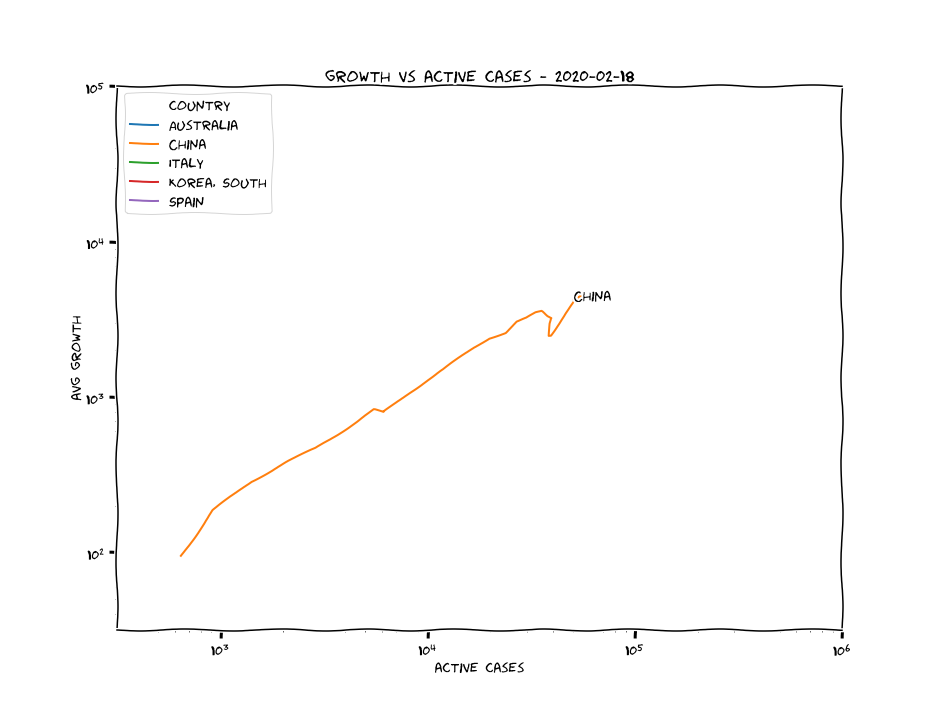 GROWTH VS ACTIVE CASES - 2020-02-18
10⁵
COUNTRY
AUSTRALIA
CHINA
ITALY
KOREA, SOUTH
SPAIN
10⁴
CHINA
AVG GROWTH
10³
10²
10³ 10⁴ 10⁵ 10⁶
ACTIVE CASES